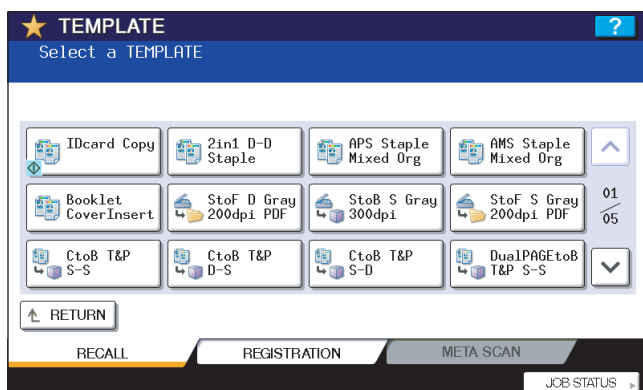 TEMPLATE
?
Select a TEMPLATE
IDcard Copy
2in1 D-D
Staple
APS Staple
Mixed Org
AMS Staple
Mixed Org
Booklet
CoverInsert
StoF D Gray
200dpi PDF
StoB S Gray
300dpi
StoF S Gray
200dpi PDF
01
05
CtoB T&P
S-S
CtoB T&P
D-S
CtoB T&P
S-D
DualPAGEtoB
T&P S-S
RETURN
RECALL
REGISTRATION
META SCAN
JOB STATUS